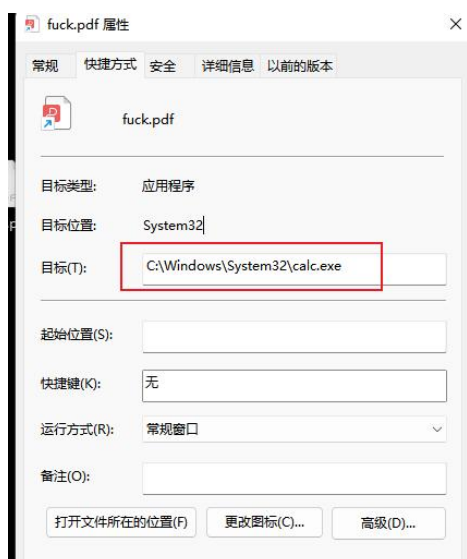 fuck.pdf 属性
常规 快捷方式 安全 详细信息 以前的版本
fuck.pdf
目标类型: 应用程序
目标位置: System32
目标(T): C:\Windows\System32\calc.exe
起始位置(S):
快捷键(K): 无
运行方式(R): 常规窗口
备注(O):
打开文件所在的位置(F) 更改图标(C)... 高级(D)...